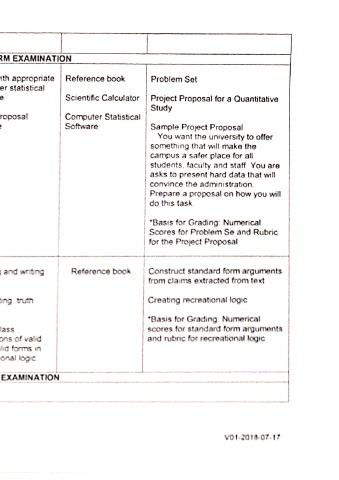 RM EXAMINATION
ith appropriate
er statistical
e
roposal
e
Reference book
Scientific Calculator
Computer Statistical
Software
Problem Set
Project Proposal for a Quantitative
Study
Sample Project Proposal
You want the university to offer
something that will make the
campus a safer place for all
students, faculty and staff. You are
asks to present hard data that will
convince the administration.
Prepare a proposal on how you will
do this task
*Basis for Grading: Numerical
Scores for Problem Se and Rubric
for the Project Proposal
g and writing
ing truth
lass
ons of valid
lid forms in
onal logic
Reference book
Construct standard form arguments
from claims extracted from text
Creating recreational logic
*Basis for Grading. Numerical
scores for standard form arguments
and rubric for recreational logic
EXAMINATION
V01-2018-07-17